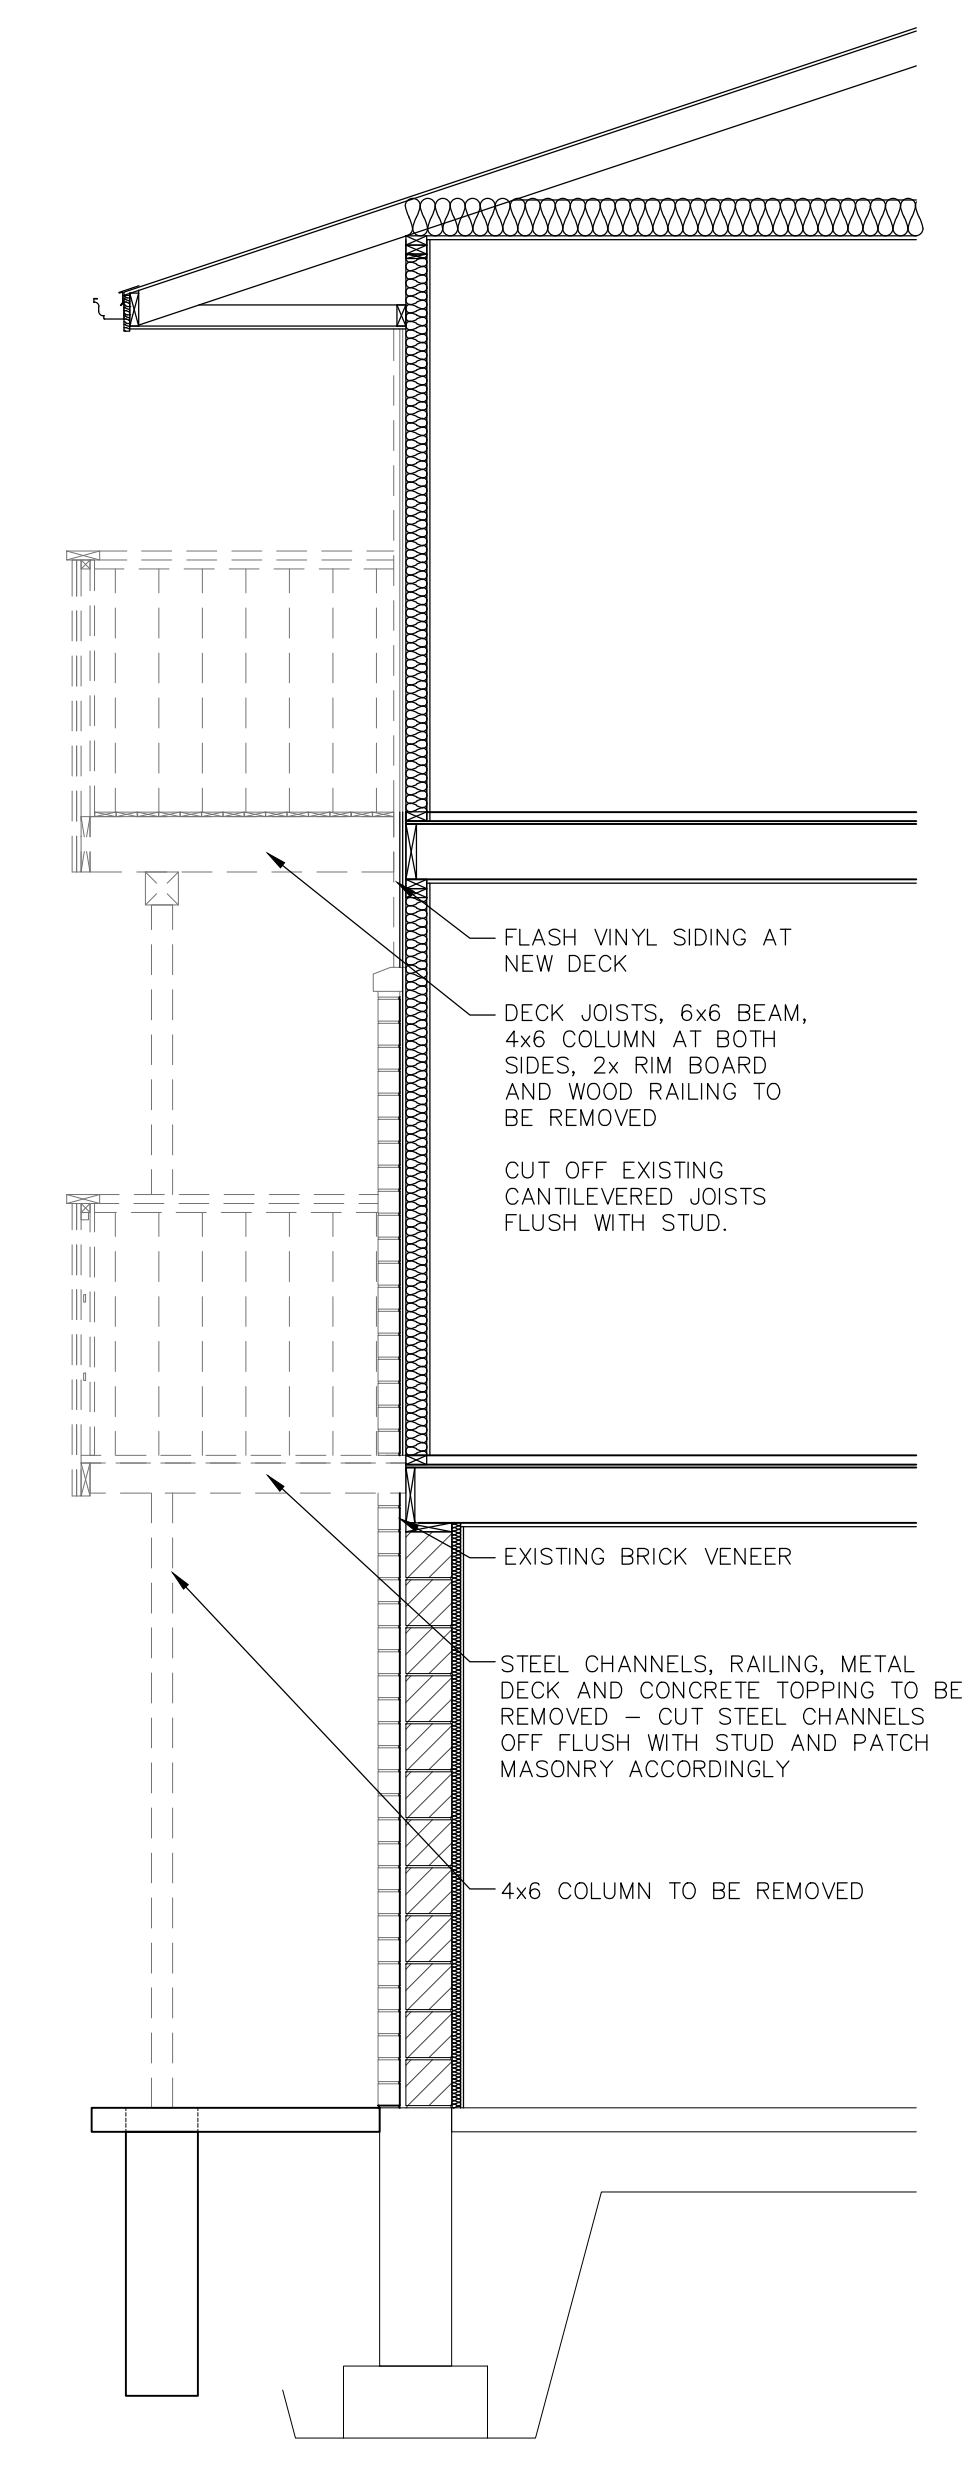 FLASH VINYL SIDING AT
NEW DECK
DECK JOISTS, 6x6 BEAM,
4x6 COLUMN AT BOTH
SIDES, 2x RIM BOARD
AND WOOD RAILING TO
BE REMOVED
CUT OFF EXISTING
CANTILEVERED JOISTS
FLUSH WITH STUD.
EXISTING BRICK VENEER
STEEL CHANNELS, RAILING, METAL
DECK AND CONCRETE TOPPING TO BE
REMOVED – CUT STEEL CHANNELS
OFF FLUSH WITH STUD AND PATCH
MASONRY ACCORDINGLY
4x6 COLUMN TO BE REMOVED